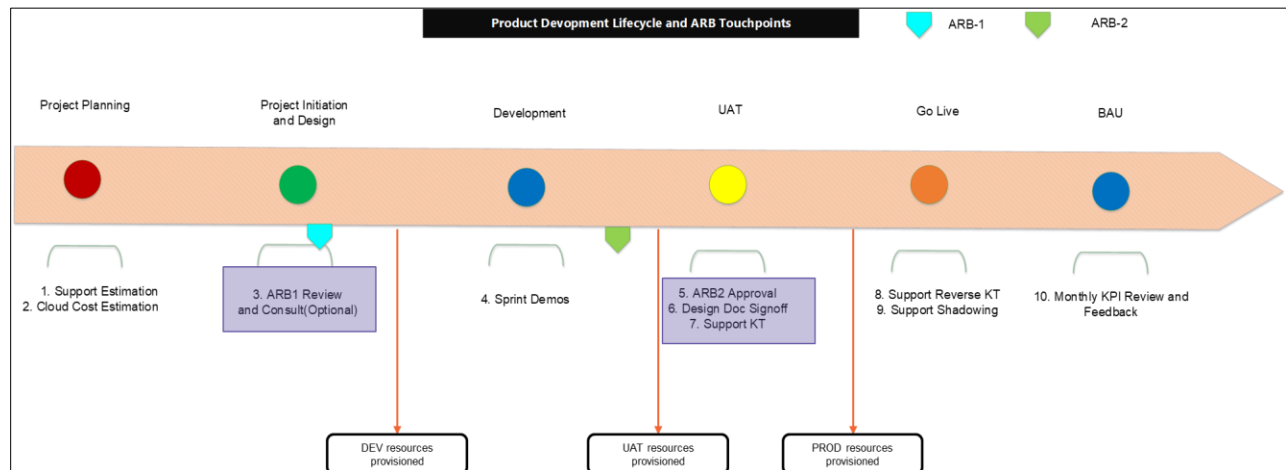 Product Devopment Lifecycle and ARB Touchpoints
ARB-1
ARB-2
Project Planning
Project Initiation
and Design
Development
UAT
Go Live
BAU
1. Support Estimation
2. Cloud Cost Estimation
3. ARB1 Review
and Consult(Optional)
4. Sprint Demos
5. ARB2 Approval
6. Design Doc Signoff
7. Support KT
8. Support Reverse KT
9. Support Shadowing
10. Monthly KPI Review and
Feedback
DEV resources
provisioned
UAT resources
provisioned
PROD resources
provisioned